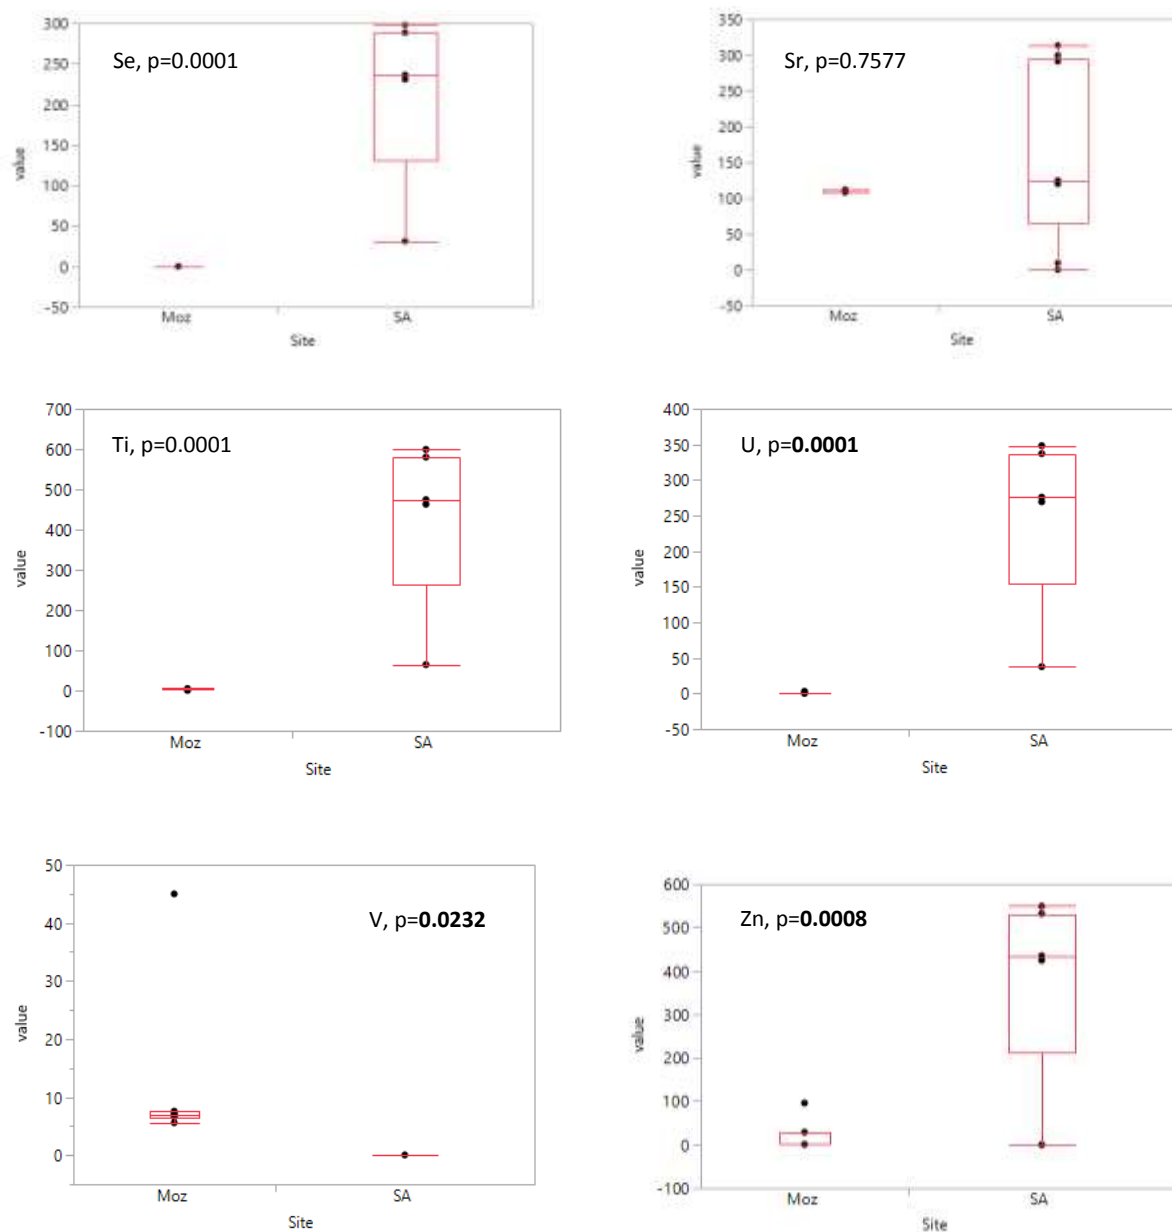 300
250
200
150
100
50
0
-50
value
Se, p=0.0001
Moz
SA
Site
350
300
250
200
150
100
50
0
-50
value
Sr, p=0.7577
Moz
SA
Site
700
600
500
400
300
200
100
0
-100
value
Ti, p=0.0001
Moz
SA
Site
400
350
300
250
200
150
100
50
0
-50
value
U, p=0.0001
Moz
SA
Site
50
40
30
20
10
0
value
V, p=0.0232
Moz
SA
Site
600
500
400
300
200
100
0
-100
value
Zn, p=0.0008
Moz
SA
Site